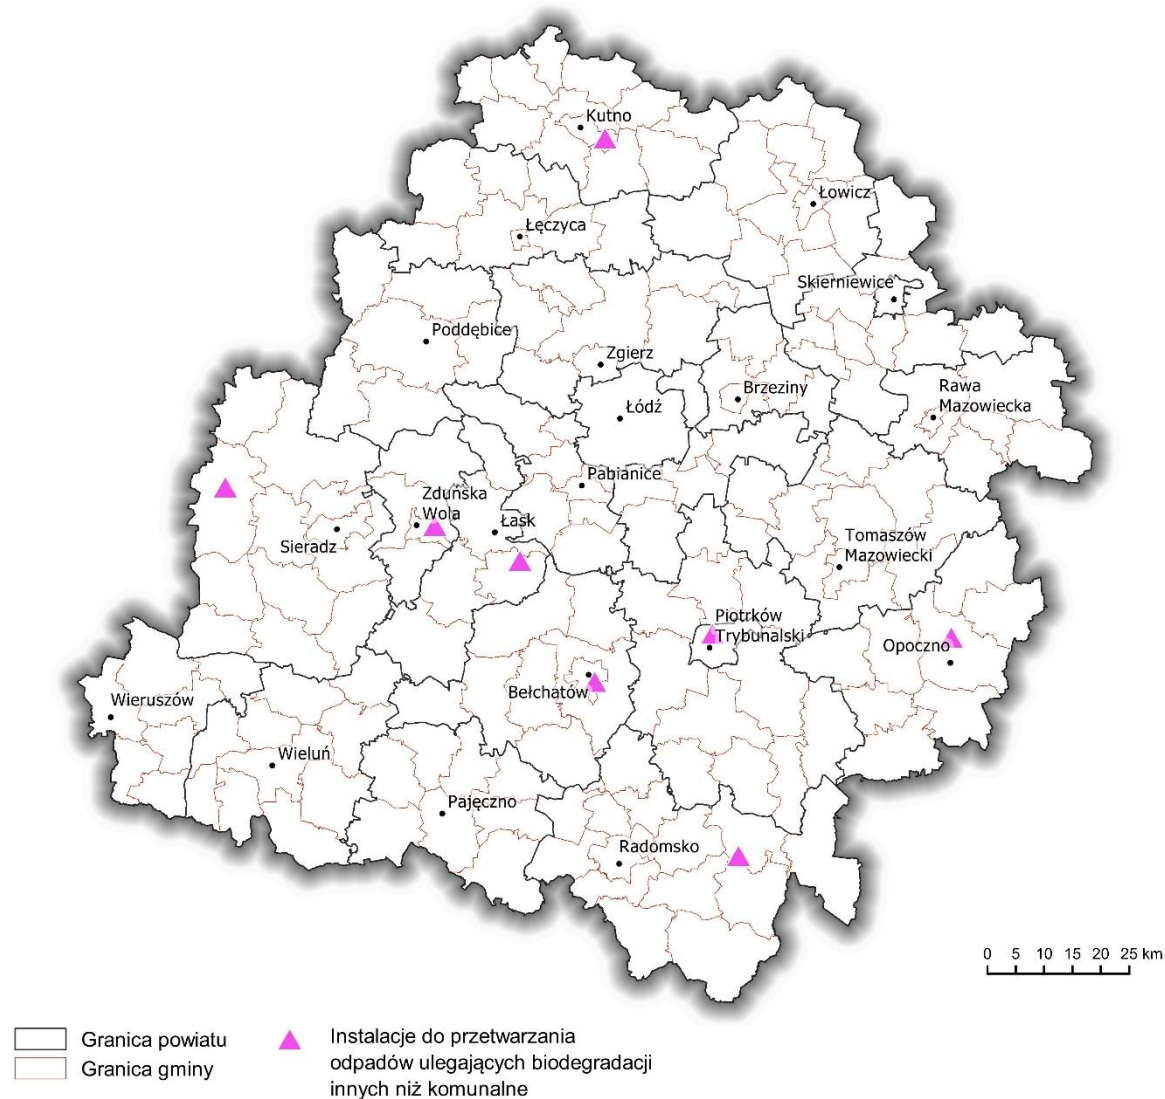 Kutno
Łowicz
Łęczyca
Skierniewice
Poddębice
Zgierz
Brzeziny
Rawa
Mazowiecka
Łódź
Pabianice
Zduńska
Wola
Łask
Sieradz
Tomaszów
Mazowiecki
Piotrków
Trybunalski
Opoczno
Bełchatów
Wieruszów
Wieluń
Pajęczno
Radomsko
0 5 10 15 20 25 km
Granica powiatu
Granica gminy
Instalacje do przetwarzania
odpadów ulegających biodegradacji
innych niż komunalne